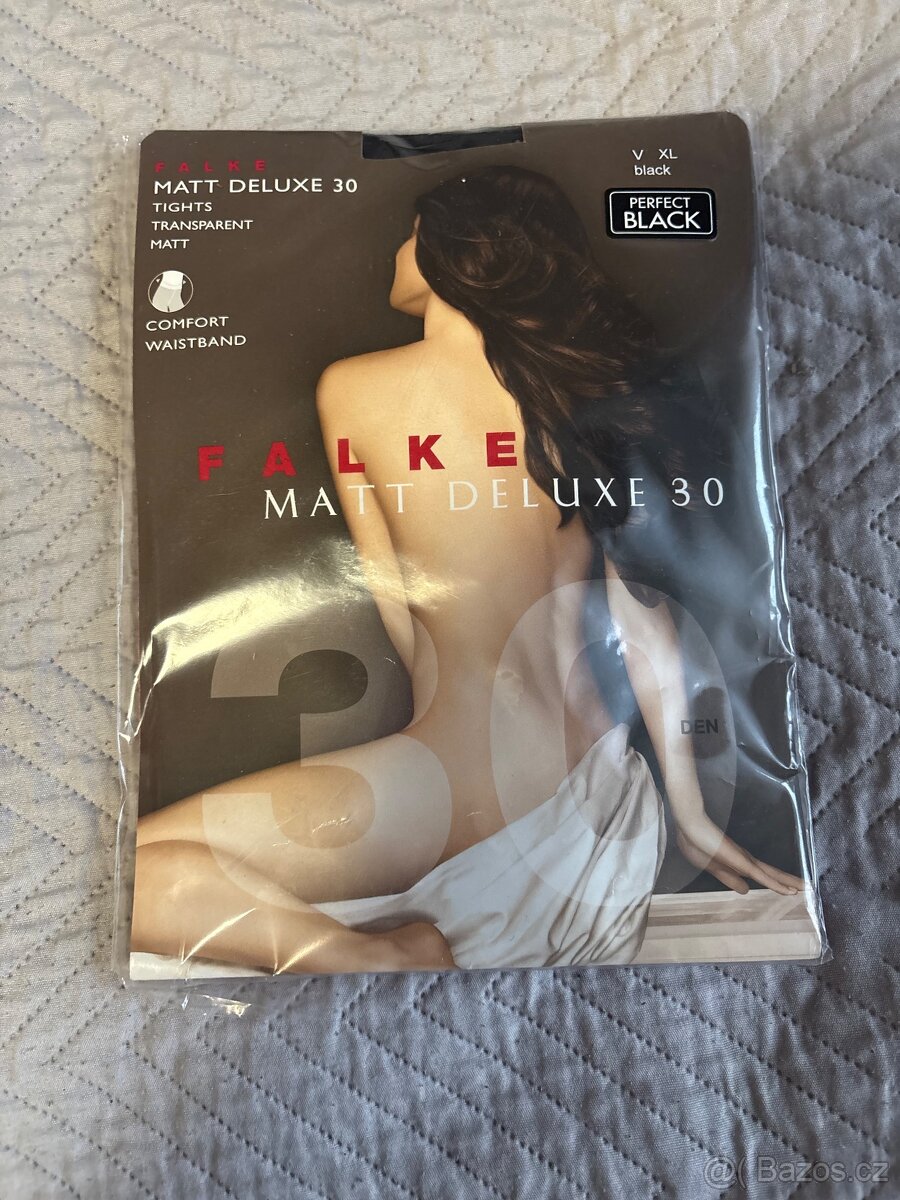 FALKE
MATT DELUXE 30
TIGHTS
TRANSPARENT
MATT
COMFORT
WAISTBAND
V XL
black
PERFECT
BLACK
FALKE
MATT DELUXE 30
30
DEN
@( Bazos.cz